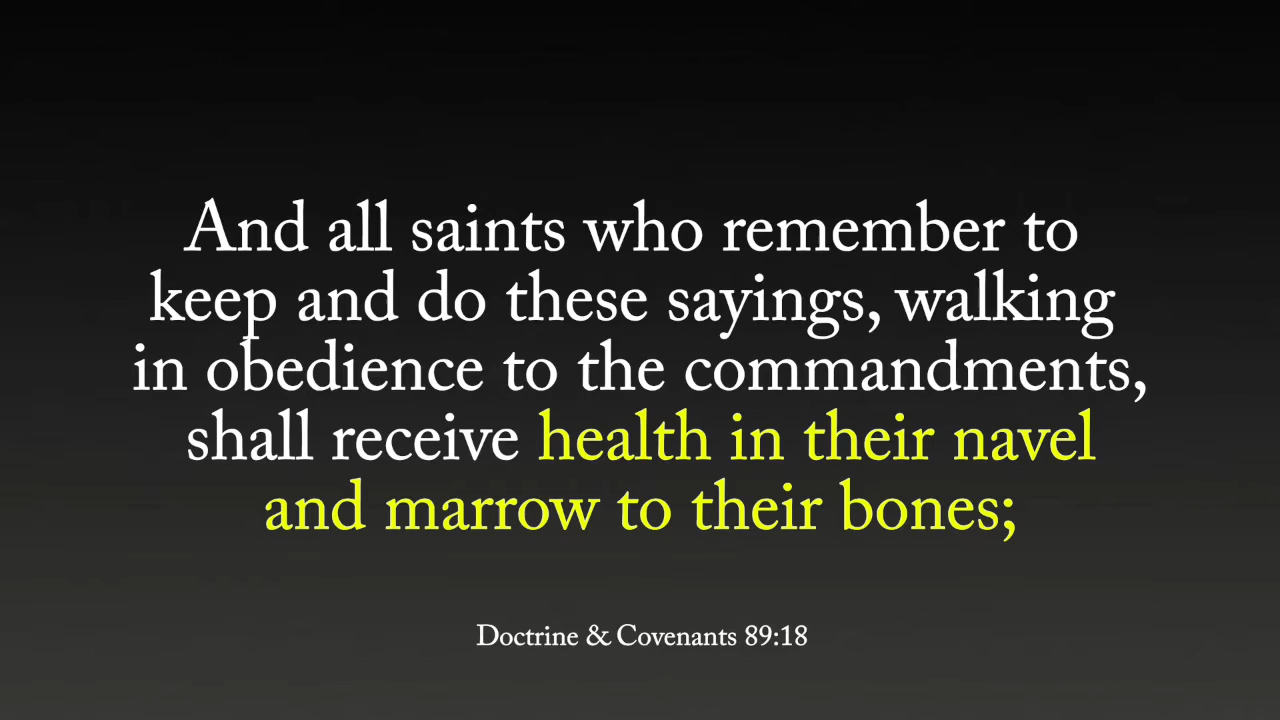 And all saints who remember to
keep and do these sayings, walking
in obedience to the commandments,
shall receive health in their navel
and marrow to their bones;
Doctrine & Covenants 89:18